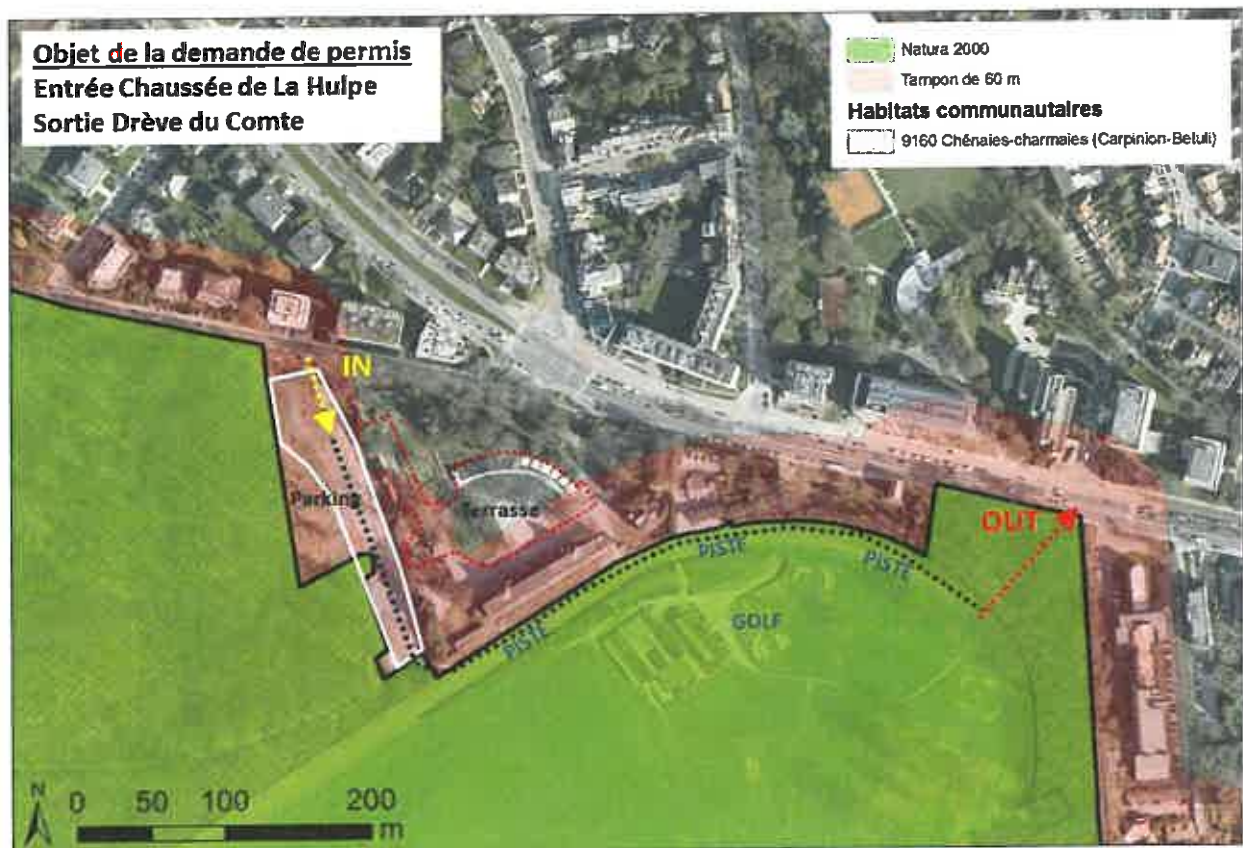 Objet de la demande de permis
Entrée Chaussée de La Hulpe
Sortie Drève du Comte
Natura 2000
Tampon de 60 m
Habitats communautaires
9160 Chênaies-charmaies (Carpinion-Betuli)
IN
Parking
Terrasse
OUT
PISTE
PISTE
GOLF
PISTE
N
0 50 100 200
m